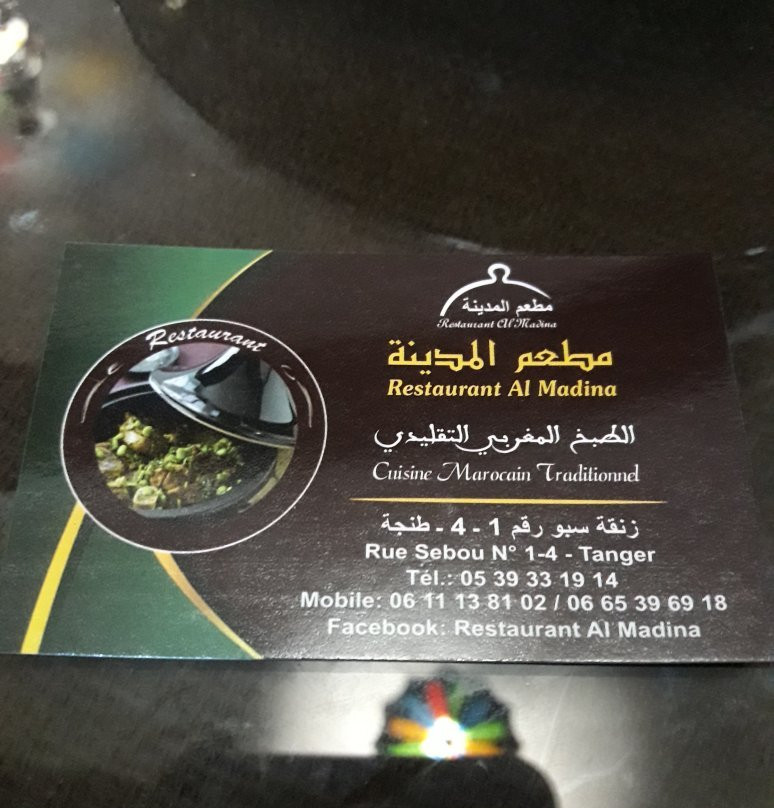 مطعم المدينة
Restaurant Al Madina
Restaurant
مطعم المدينة
Restaurant Al Madina
الطبخ المغربي التقليدي
Cuisine Marocain Traditionnel
زنقة سبو رقم 1 - 4 - طنجة
Rue Sebou N° 1-4 - Tanger
Tél.: 05 39 33 19 14
Mobile: 06 11 13 81 02 / 06 65 39 69 18
Facebook: Restaurant Al Madina